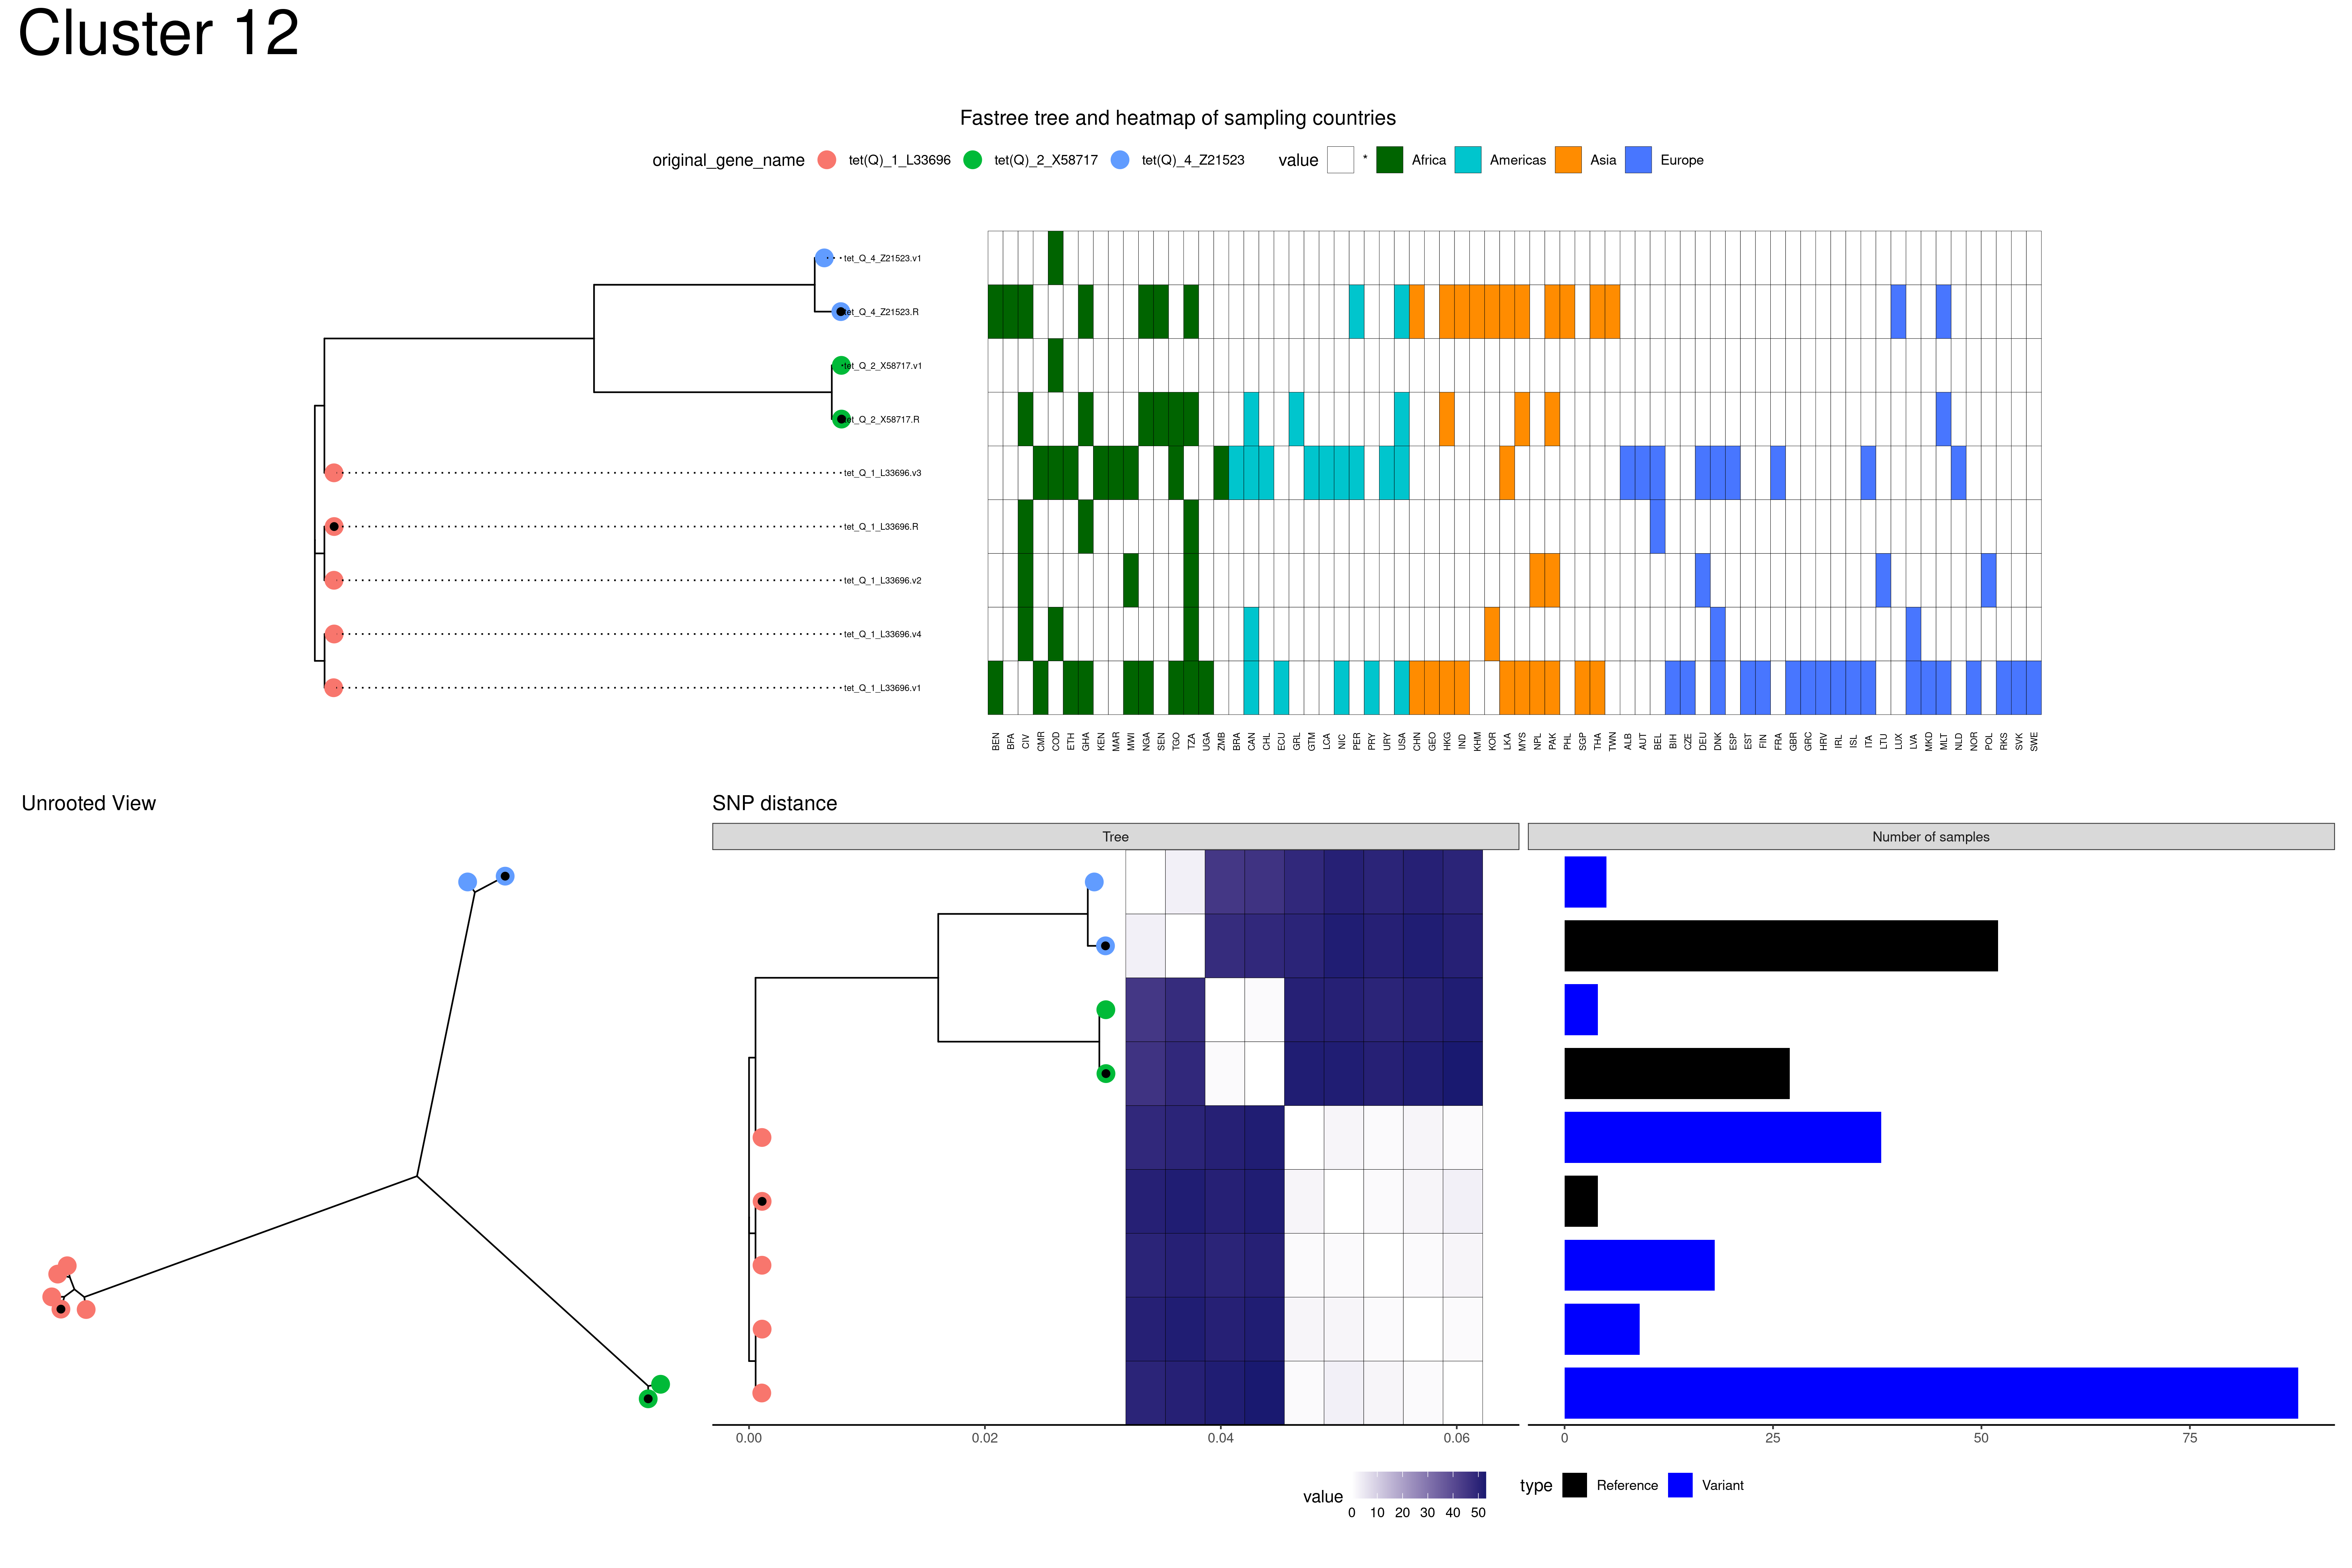 Cluster 12
Fastree tree and heatmap of sampling countries
original_gene_name tet(Q)_1_L33696 tet(Q)_2_X58717 tet(Q)_4_Z21523 value * Africa Americas Asia Europe
tet_Q_4_Z21523.v1
tet_Q_4_Z21523.R
tet_Q_2_X58717.v1
tet_Q_2_X58717.R
tet_Q_1_L33696.v3
tet_Q_1_L33696.R
tet_Q_1_L33696.v2
tet_Q_1_L33696.v4
tet_Q_1_L33696.v1
BEN BFA CIV CMR COD ETH GHA KEN MAR MWI NGA SEN TGO TZA UGA ZMB BRA CAN CHL ECU GRL GTM LCA NIC PER PRY URY USA CHN GEO HKG IND KHM KOR LKA MYS NPL PAK PHL SGP THA TWN ALB AUT BEL BIH CZE DEU DNK ESP EST FIN FRA GBR GRC HRV IRL ISL ITA LTU LUX LVA MKD MLT NLD NOR POL RKS SVK SWE
Unrooted View
SNP distance
Tree
Number of samples
0.00 0.02 0.04 0.06
0 25 50 75
value
0 10 20 30 40 50
type Reference Variant